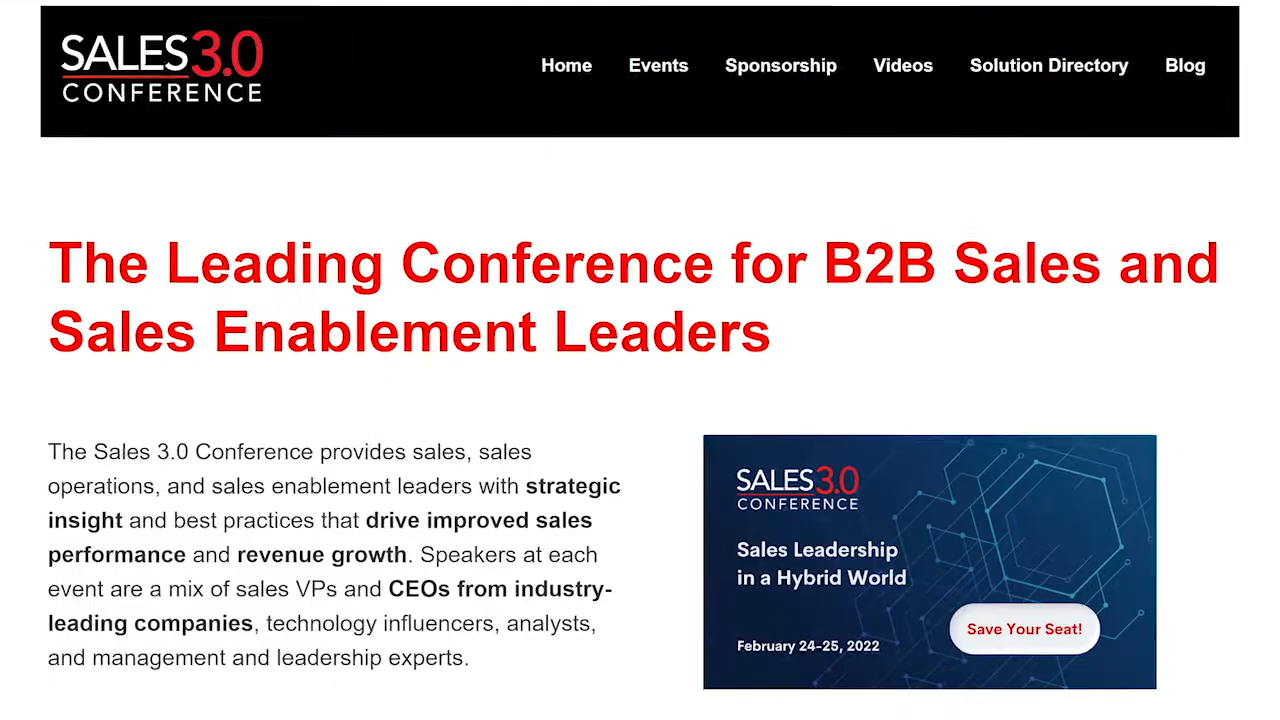 SALES 3.0
CONFERENCE
Home Events Sponsorship Videos Solution Directory Blog
The Leading Conference for B2B Sales and
Sales Enablement Leaders
The Sales 3.0 Conference provides sales, sales
operations, and sales enablement leaders with strategic
insight and best practices that drive improved sales
performance and revenue growth. Speakers at each
event are a mix of sales VPs and CEOs from industry-
leading companies, technology influencers, analysts,
and management and leadership experts.
SALES 3.0
CONFERENCE
Sales Leadership
in a Hybrid World
Save Your Seat!
February 24-25, 2022